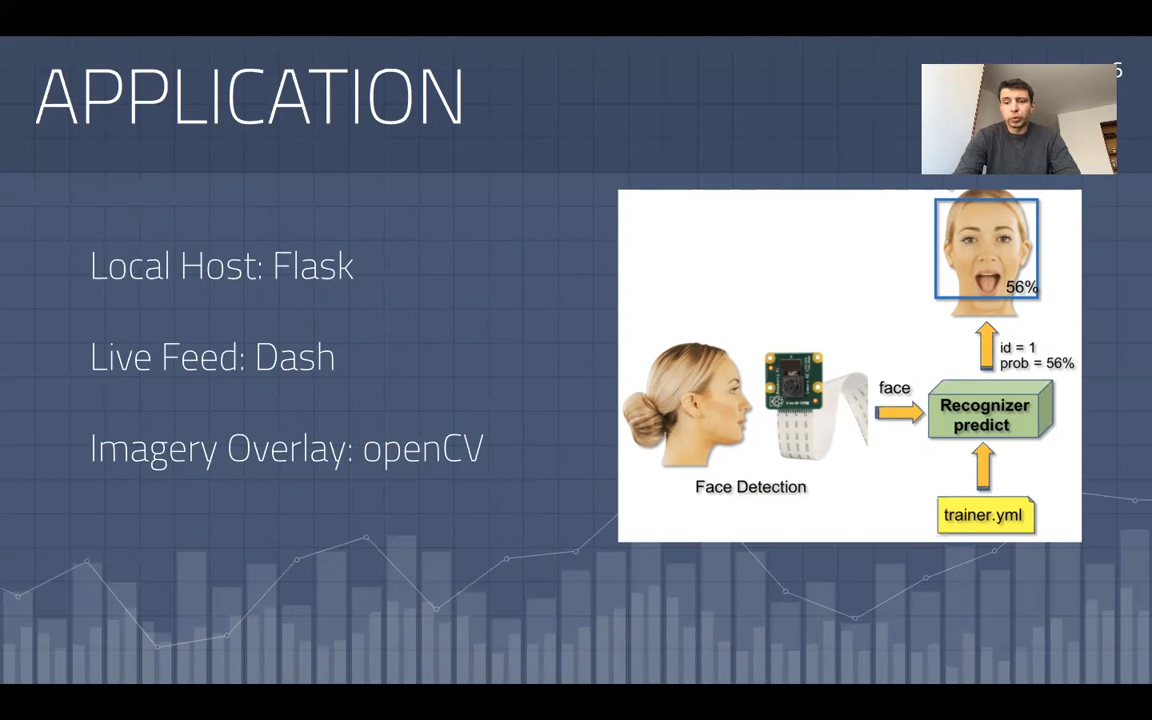 APPLICATION
Local Host: Flask
Live Feed: Dash
Imagery Overlay: openCV
56%
id = 1
prob = 56%
face
Recognizer
predict
Face Detection
trainer.yml